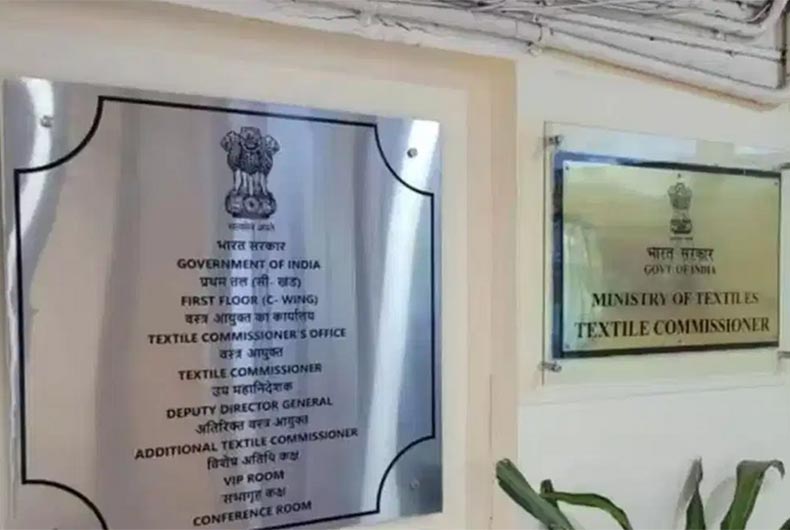 भारत सरकार
GOVERNMENT OF INDIA
प्रथम तल (सी- खंड)
FIRST FLOOR (C- WING)
वस्त्र आयुक्त का कार्यालय
TEXTILE COMMISSIONER'S OFFICE
वस्त्र आयुक्त
TEXTILE COMMISSIONER
उप महानिदेशक
DEPUTY DIRECTOR GENERAL
अतिरिक्त वस्त्र आयुक्त
ADDITIONAL TEXTILE COMMISSIONER
विशेष अतिथि कक्ष
VIP ROOM
सभागृह कक्ष
CONFERENCE ROOM
भारत सरकार
GOVT OF INDIA
MINISTRY OF TEXTILES
TEXTILE COMMISSIONER